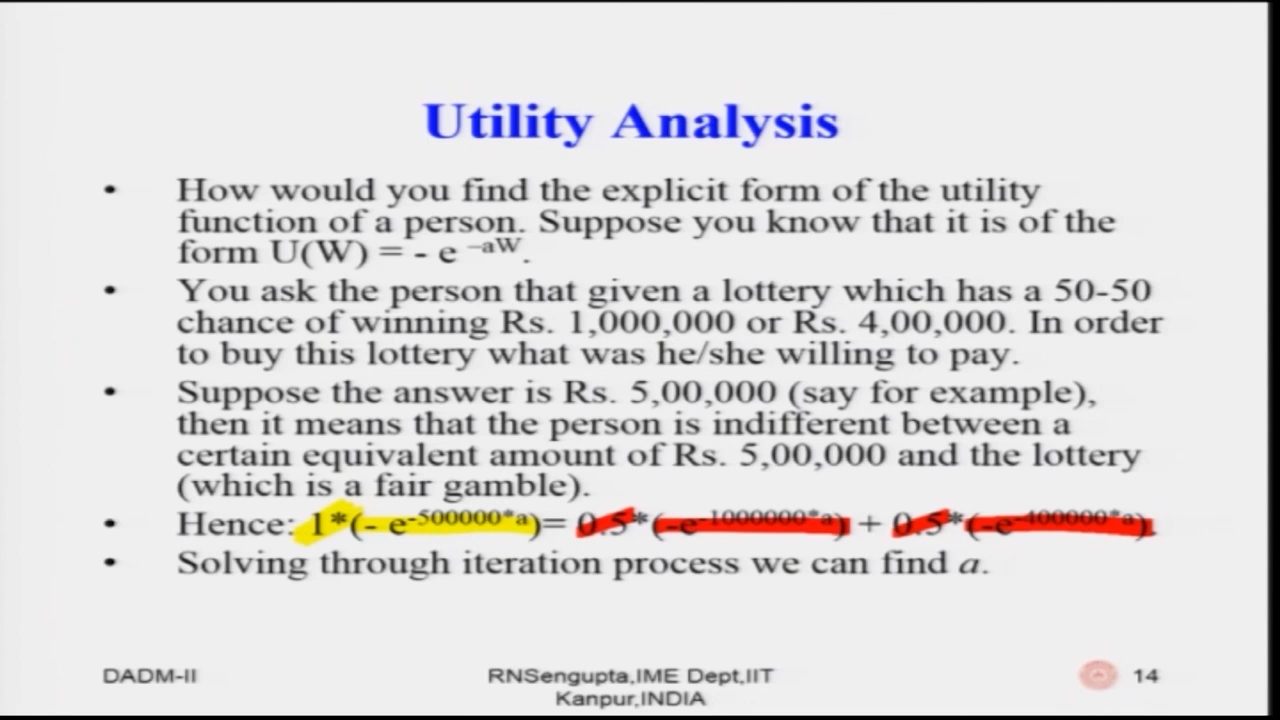 Utility Analysis
• How would you find the explicit form of the utility
function of a person. Suppose you know that it is of the
form U(W) = - e –aW.
• You ask the person that given a lottery which has a 50-50
chance of winning Rs. 1,000,000 or Rs. 4,00,000. In order
to buy this lottery what was he/she willing to pay.
• Suppose the answer is Rs. 5,00,000 (say for example),
then it means that the person is indifferent between a
certain equivalent amount of Rs. 5,00,000 and the lottery
(which is a fair gamble).
• Hence: 1*(- e-500000*a)= 0.5*(-e-1000000*a) + 0.5*(-e-400000*a).
• Solving through iteration process we can find a.
DADM-II
RNSengupta,IME Dept,IIT
Kanpur,INDIA
14